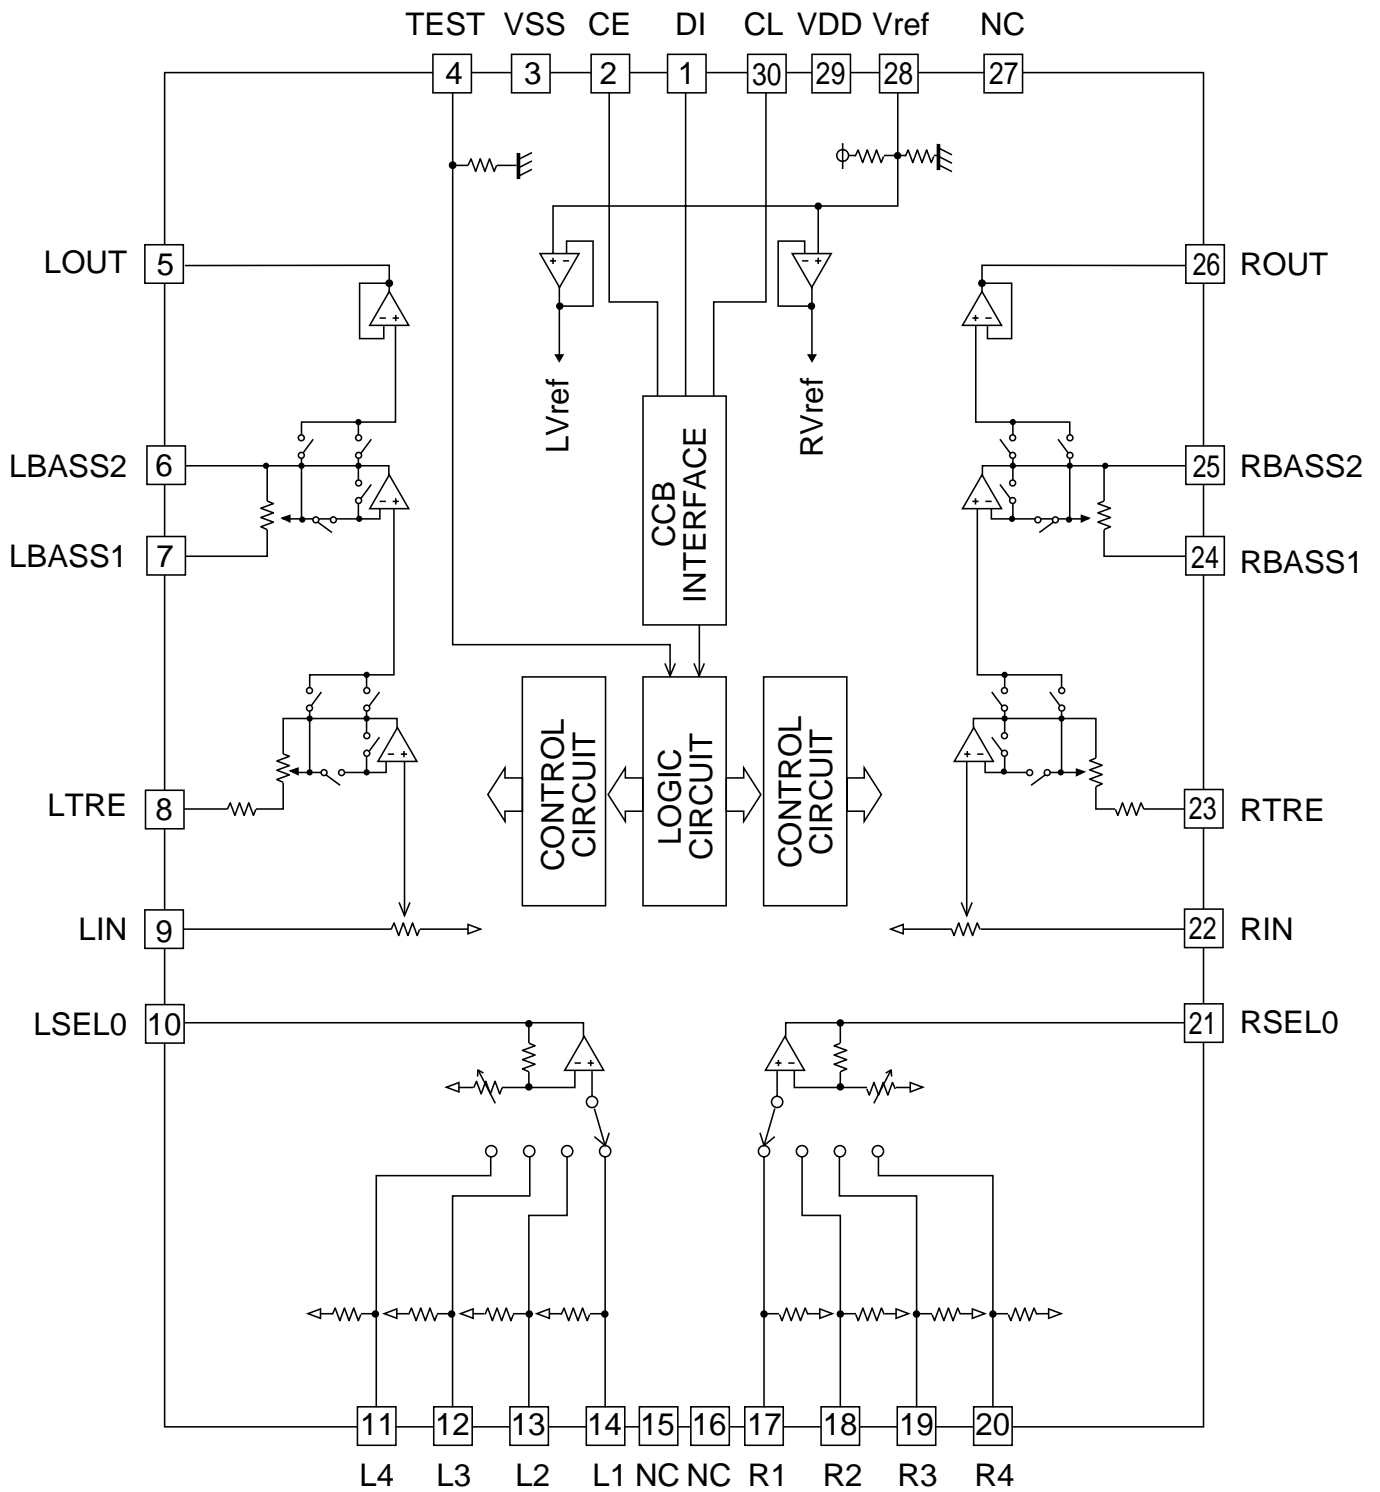 TEST VSS CE DI CL VDD Vref NC
4 3 2 1 30 29 28 27
LOUT 5
26 ROUT
LVref
RVref
LBASS2 6
25 RBASS2
LBASS1 7
24 RBASS1
CCB
INTERFACE
CONTROL
CIRCUIT
LOGIC
CIRCUIT
CONTROL
CIRCUIT
LTRE 8
23 RTRE
LIN 9
22 RIN
LSEL0 10
21 RSEL0
11 12 13 14 15 16 17 18 19 20
L4 L3 L2 L1 NC NC R1 R2 R3 R4